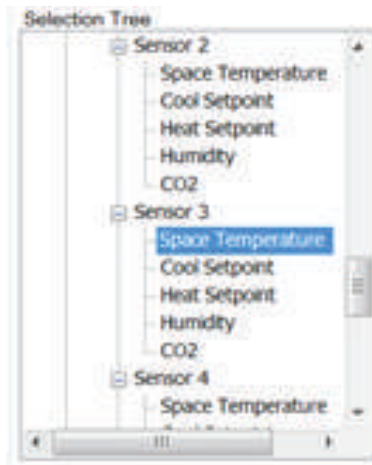 Selection Tree
Sensor 2
Space Temperature
Cool Setpoint
Heat Setpoint
Humidity
CO2
Sensor 3
Space Temperature
Cool Setpoint
Heat Setpoint
Humidity
CO2
Sensor 4
Space Temperature